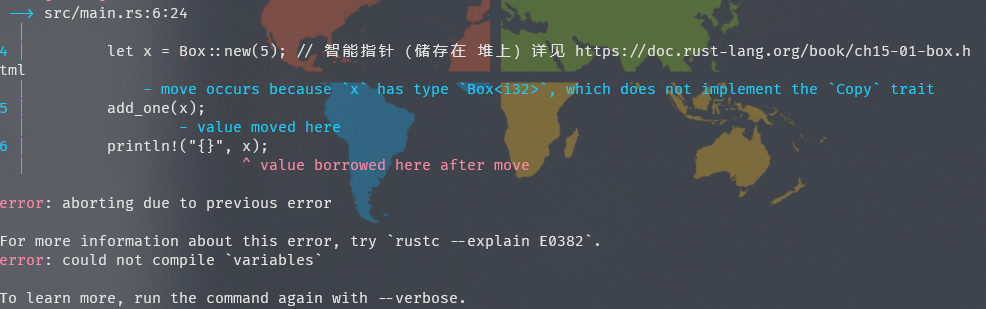 --> src/main.rs:6:24
|
4 |         let x = Box::new(5); // 智能指针 (储存在 堆上) 详见 https://doc.rust-lang.org/book/ch15-01-box.h
tml
|             - move occurs because `x` has type `Box<i32>`, which does not implement the `Copy` trait
5 |         add_one(x);
|                 - value moved here
6 |         println!("{}", x);
|                        ^ value borrowed here after move
error: aborting due to previous error
For more information about this error, try `rustc --explain E0382`.
error: could not compile `variables`
To learn more, run the command again with --verbose.